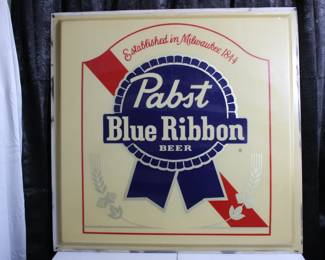 Established in Milwaukee 1844
Pabst
Blue Ribbon
BEER
®